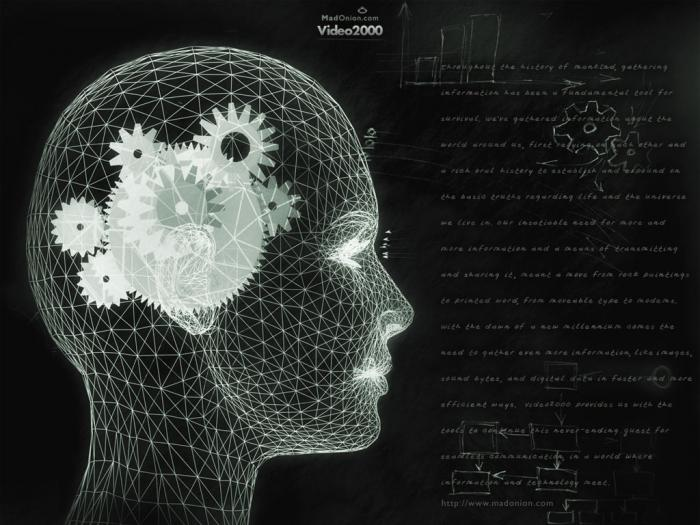 MadOnion.com
Video2000
throughout the history of mankind, gathering
information has been a fundamental tool for
survival. we've gathered information about the
world around us, first relying on each other and
a rich oral history to establish and expound on
the basic truths regarding life and the universe
we live in. our insatiable need for more and
more information and a means of transmitting
and sharing it, meant a move from rock paintings
to printed word, from moveable type to modems.
with the dawn of a new millennium comes the
need to gather even more information, like images,
sound bytes, and digital data in faster and more
efficient ways. video2000 provides us with the
tools to continue this never-ending quest for
seamless communication, in a world where
information and technology meet.
http://www.madonion.com